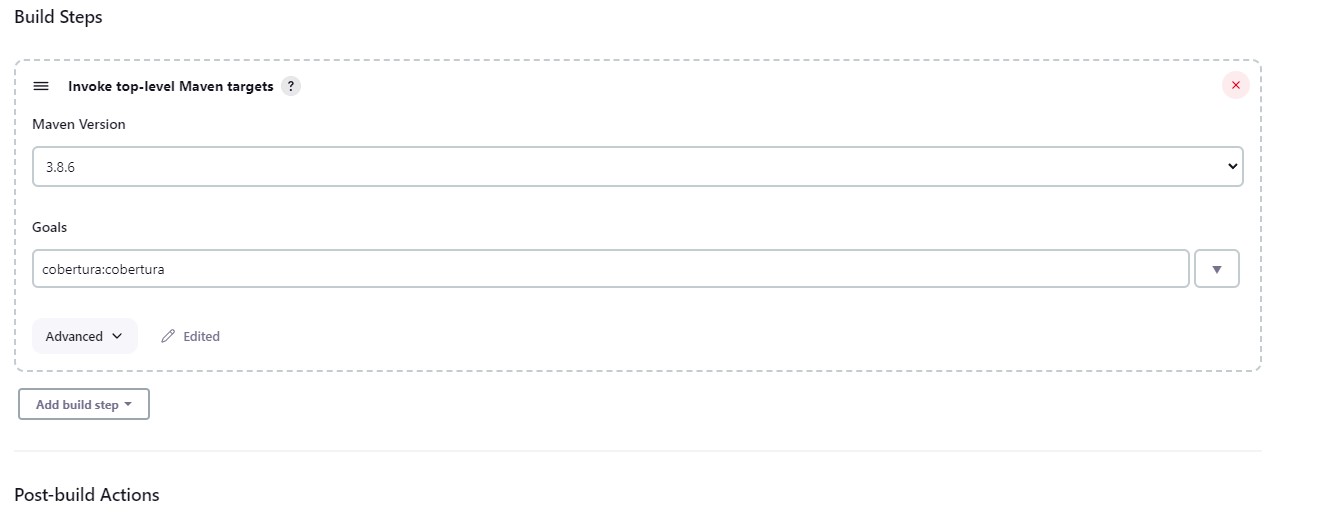 Build Steps
Invoke top-level Maven targets ?
Maven Version
3.8.6
Goals
cobertura:cobertura
Advanced
Edited
Add build step
Post-build Actions